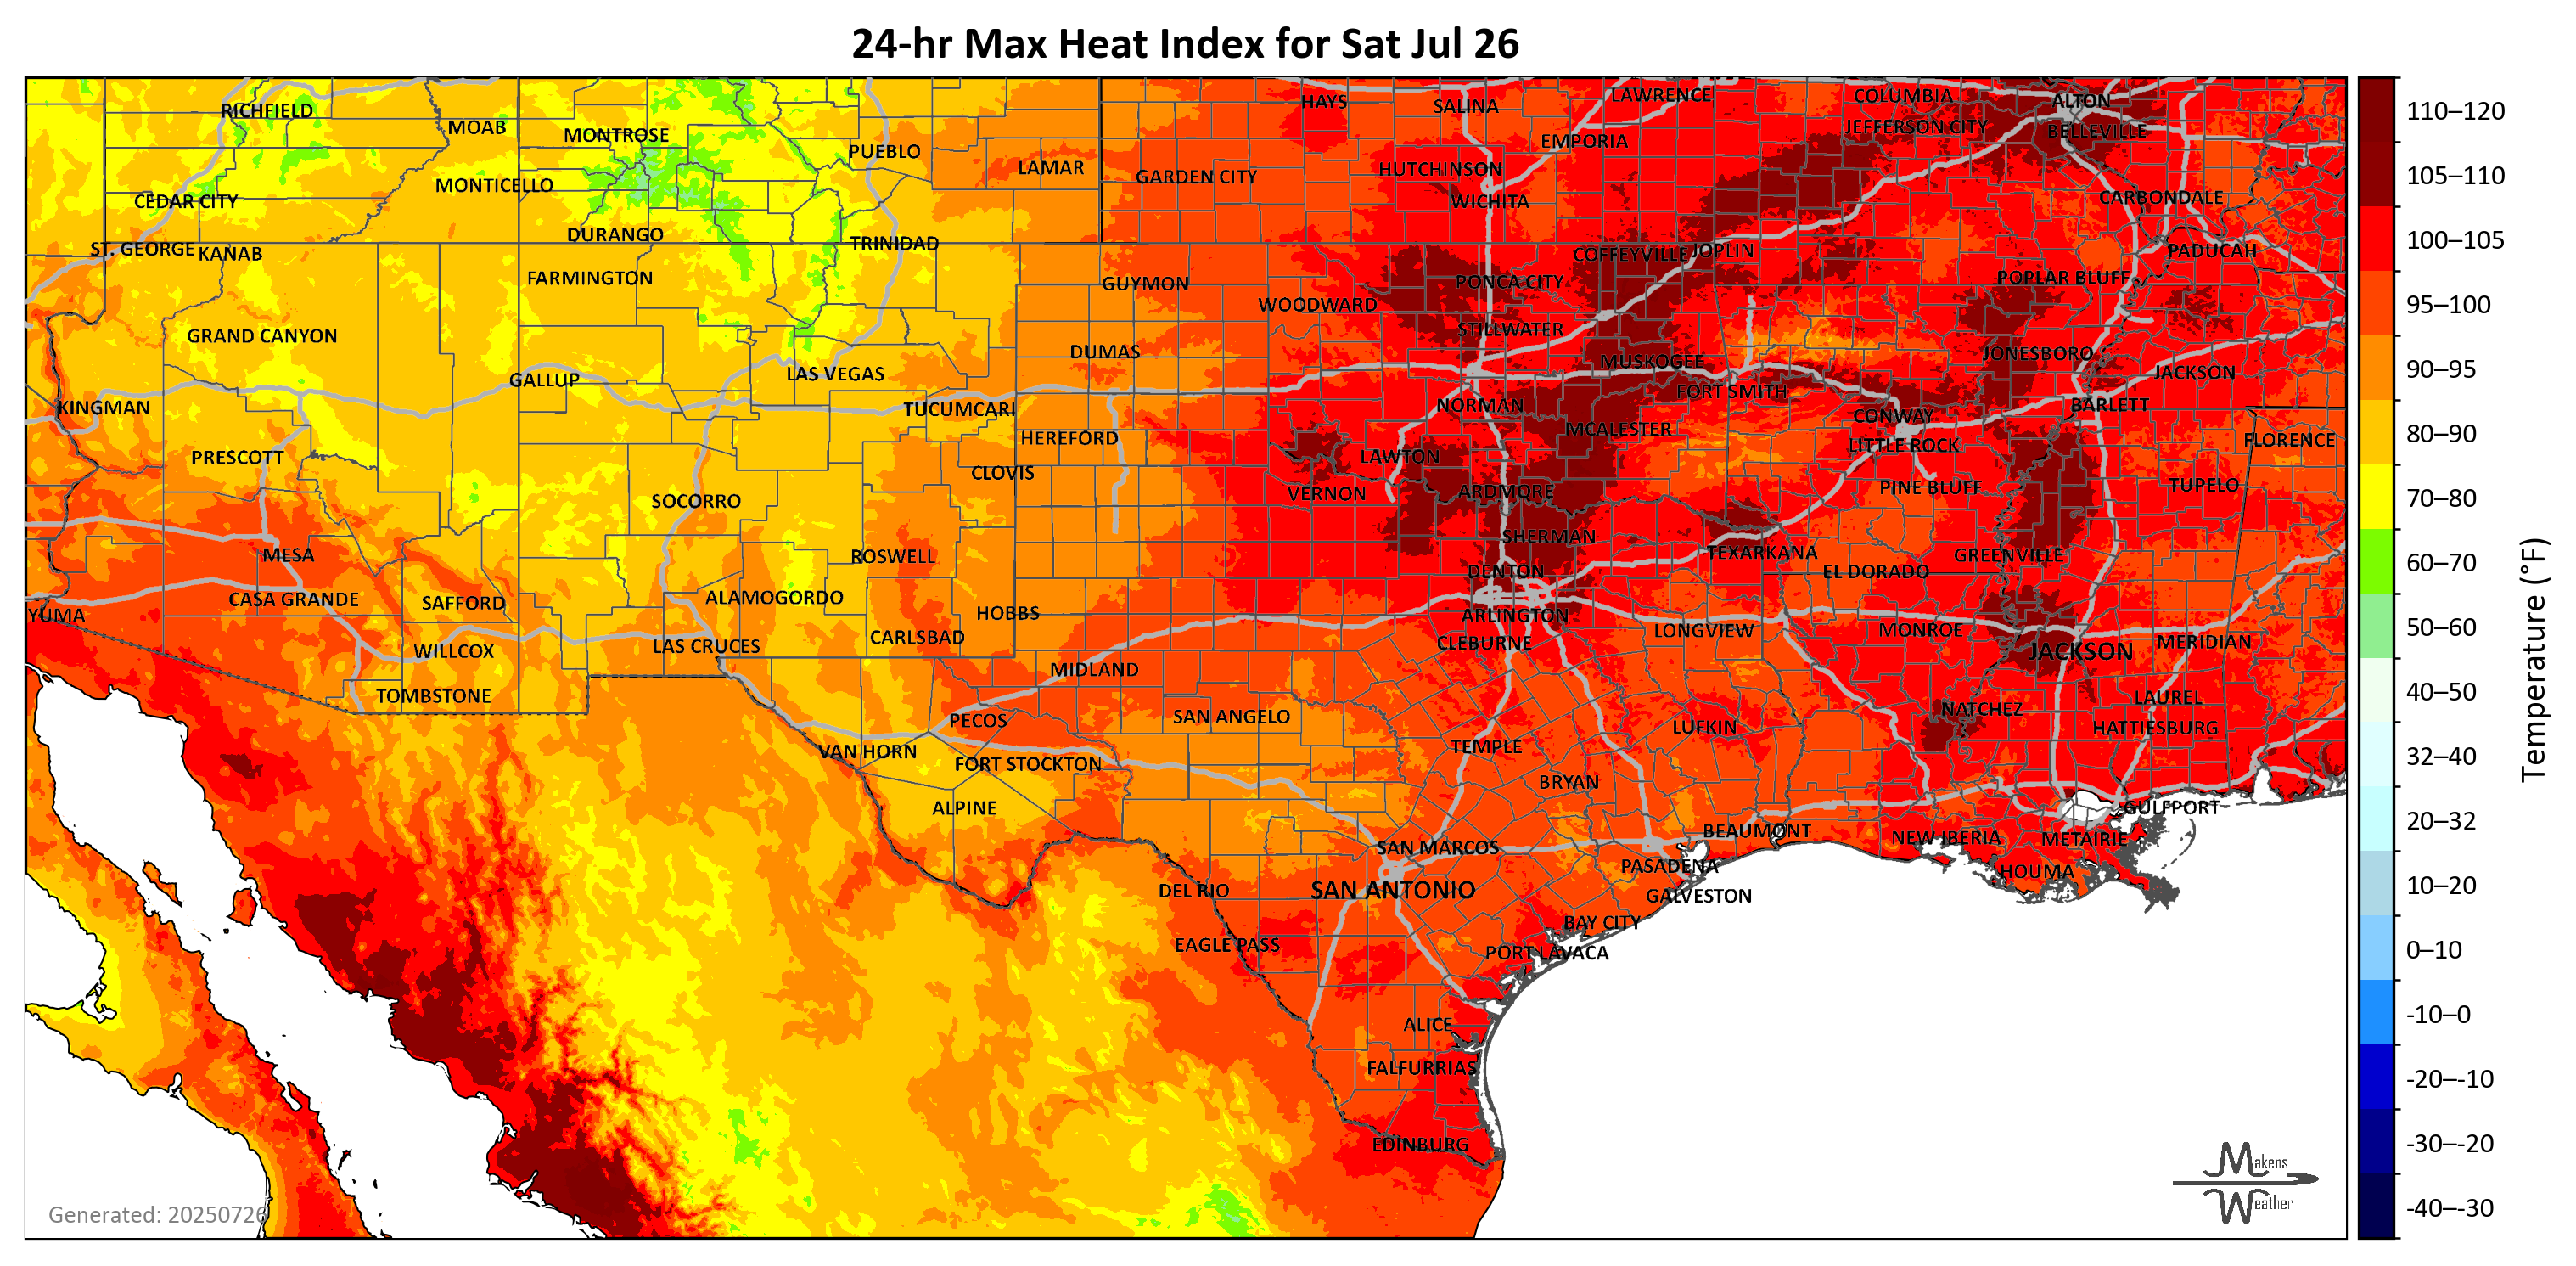 24-hr Max Heat Index for Sat Jul 26
RICHFIELD
MOAB
MONTROSE
PUEBLO
LAMAR
HAYS
SALINA
LAWRENCE
COLUMBIA
ALTON
EMPORIA
JEFFERSON CITY
BELLEVILLE
CEDAR CITY
MONTICELLO
GARDEN CITY
HUTCHINSON
WICHITA
CARBONDALE
ST. GEORGE
KANAB
DURANGO
TRINIDAD
COFFEYVILLE
JOPLIN
PADUCAH
FARMINGTON
GUYMON
PONCA CITY
POPLAR BLUFF
WOODWARD
GRAND CANYON
STILLWATER
DUMAS
MUSKOGEE
JONESBORO
GALLUP
LAS VEGAS
FORT SMITH
JACKSON
KINGMAN
TUCUMCARI
NORMAN
CONWAY
BARLETT
HEREFORD
MCALESTER
LITTLE ROCK
FLORENCE
PRESCOTT
CLOVIS
LAWTON
SOCORRO
VERNON
ARDMORE
PINE BLUFF
TUPELO
MESA
ROSWELL
SHERMAN
TEXARKANA
GREENVILLE
DENTON
EL DORADO
CASA GRANDE
SAFFORD
ALAMOGORDO
HOBBS
YUMA
ARLINGTON
WILLCOX
LAS CRUCES
CARLSBAD
CLEBURNE
LONGVIEW
MONROE
JACKSON
MERIDIAN
TOMBSTONE
MIDLAND
LAUREL
PECOS
SAN ANGELO
LUFKIN
NATCHEZ
HATTIESBURG
VAN HORN
FORT STOCKTON
TEMPLE
BRYAN
ALPINE
GULFPORT
SAN MARCOS
BEAUMONT
NEW IBERIA
METAIRIE
DEL RIO
SAN ANTONIO
PASADENA
HOUMA
GALVESTON
BAY CITY
EAGLE PASS
PORT LAVACA
ALICE
FALFURRIAS
EDINBURG
Generated: 20250726
Makens
Weather
110–120
105–110
100–105
95–100
90–95
80–90
70–80
60–70
50–60
40–50
32–40
20–32
10–20
0–10
-10–0
-20–-10
-30–-20
-40–-30
Temperature (°F)